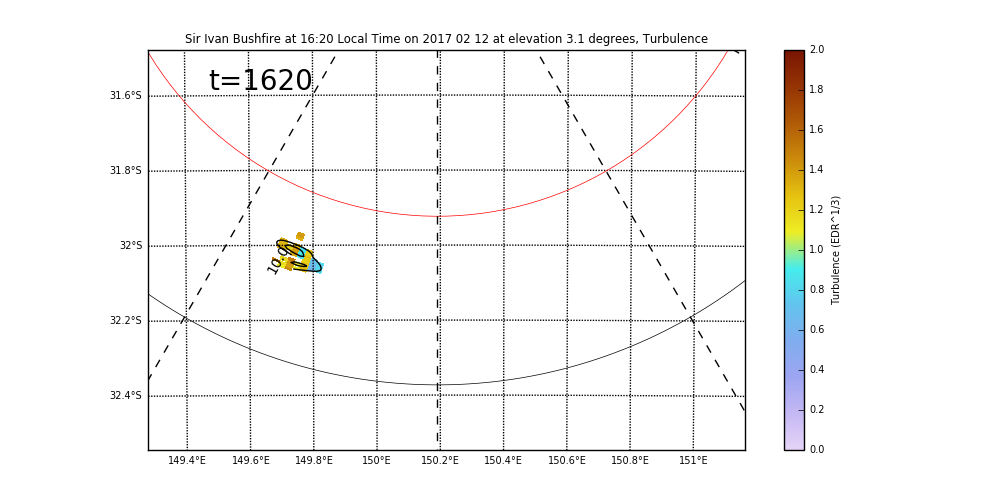 Sir Ivan Bushfire at 16:20 Local Time on 2017 02 12 at elevation 3.1 degrees, Turbulence
t=1620
31.6°S
31.8°S
32°S
32.2°S
32.4°S
149.4°E
149.6°E
149.8°E
150°E
150.2°E
150.4°E
150.6°E
150.8°E
151°E
2.0
1.8
1.6
1.4
1.2
1.0
0.8
0.6
0.4
0.2
0.0
Turbulence (EDR^1/3)